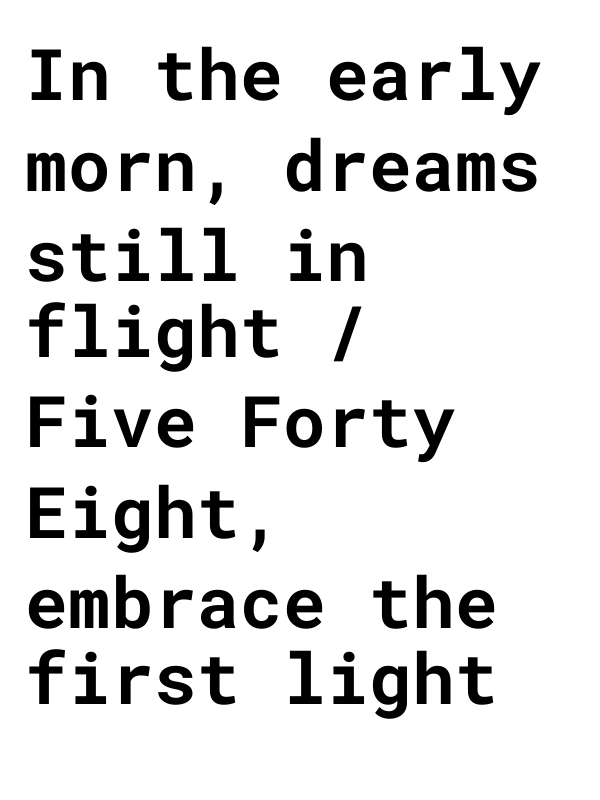 In the early
morn, dreams
still in
flight /
Five Forty
Eight,
embrace the
first light